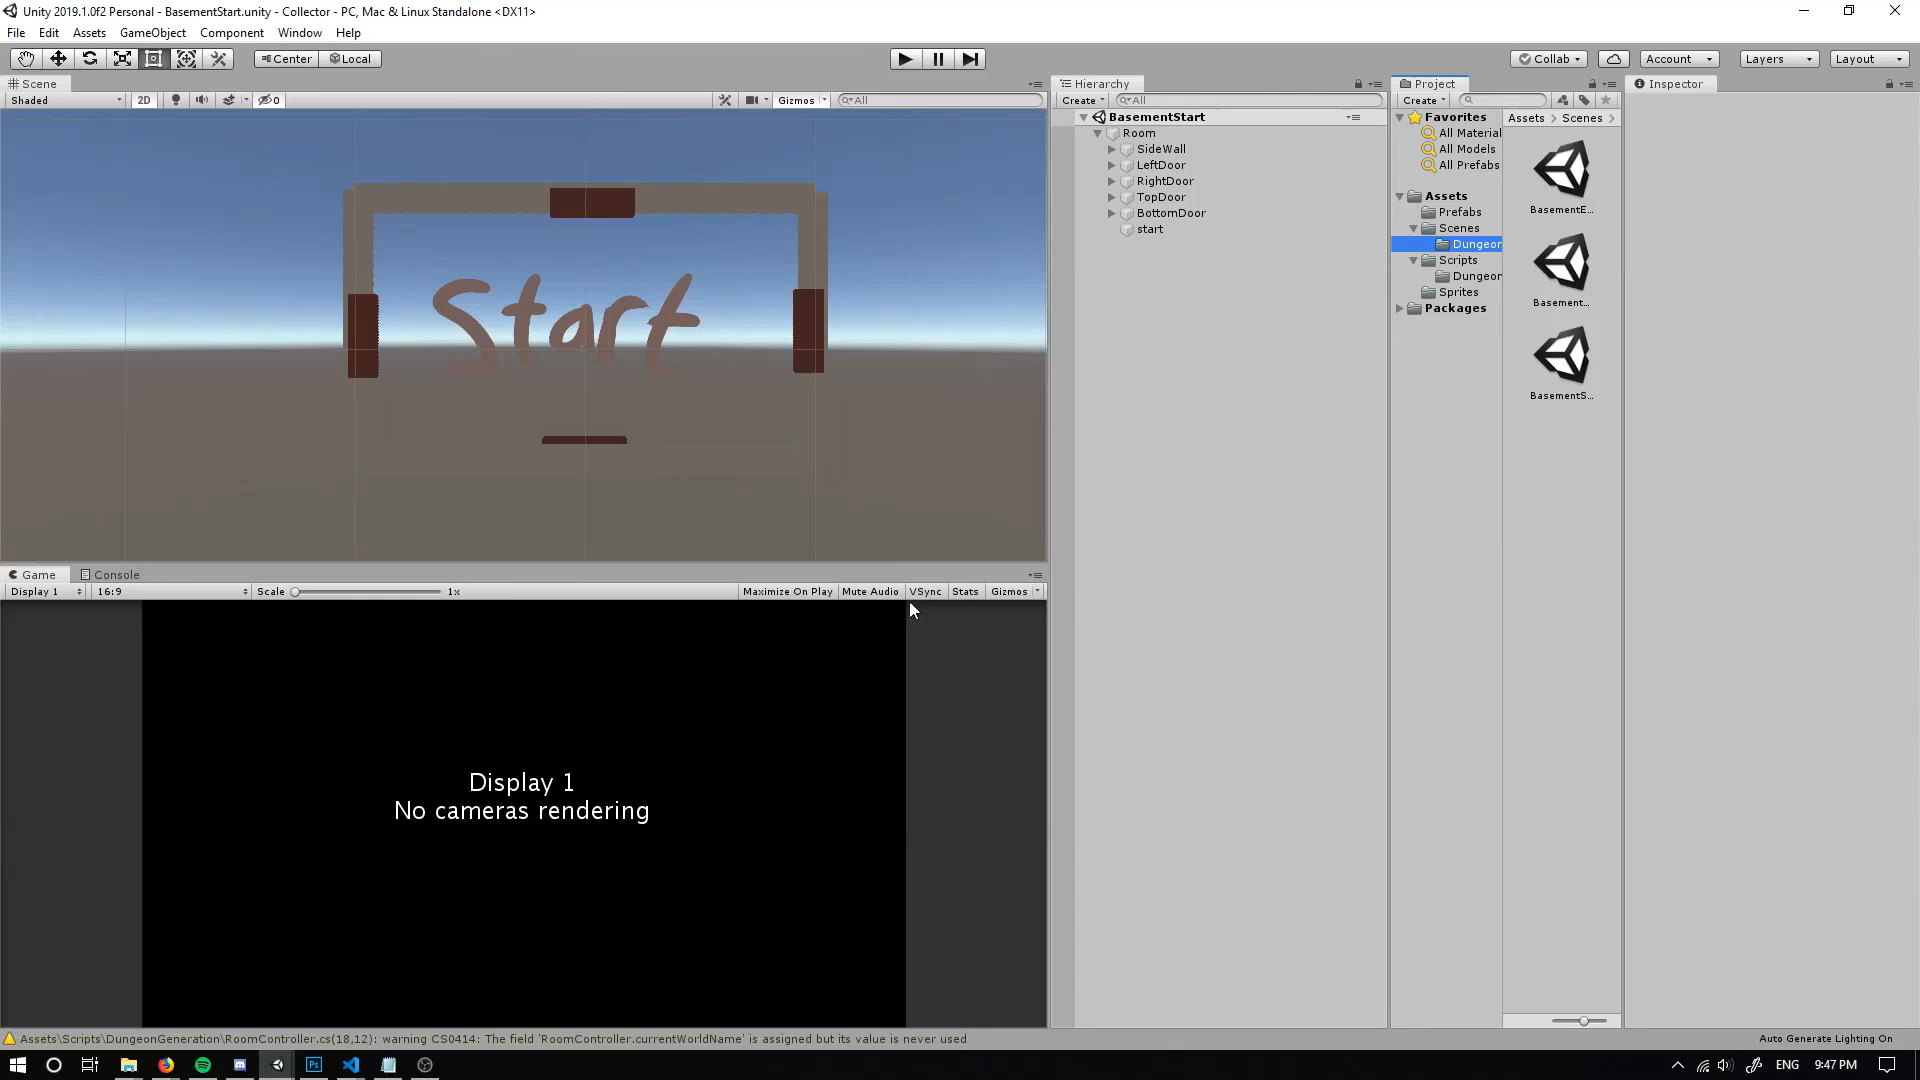 Unity 2019.1.0f2 Personal - BasementStart.unity - Collector - PC, Mac & Linux Standalone <DX11>
File Edit Assets GameObject Component Window Help
Center Local Collab Account Layers Layout
Scene
Shaded 2D 0 Gizmos All
Start
Game Console
Display 1 16:9 Scale 1x Maximize On Play Mute Audio VSync Stats Gizmos
Display 1
No cameras rendering
Hierarchy
Create All
BasementStart
Room
SideWall
LeftDoor
RightDoor
TopDoor
BottomDoor
start
Project
Create
Favorites
All Material
All Models
All Prefabs
Assets
Prefabs
Scenes
Dungeon
Scripts
Dungeon
Sprites
Packages
Assets > Scenes >
BasementE...
Basement...
BasementS...
Inspector
Assets\Scripts\DungeonGeneration\RoomController.cs(18,12): warning CS0414: The field 'RoomController.currentWorldName' is assigned but its value is never used
Auto Generate Lighting On
Ps ENG 9:47 PM